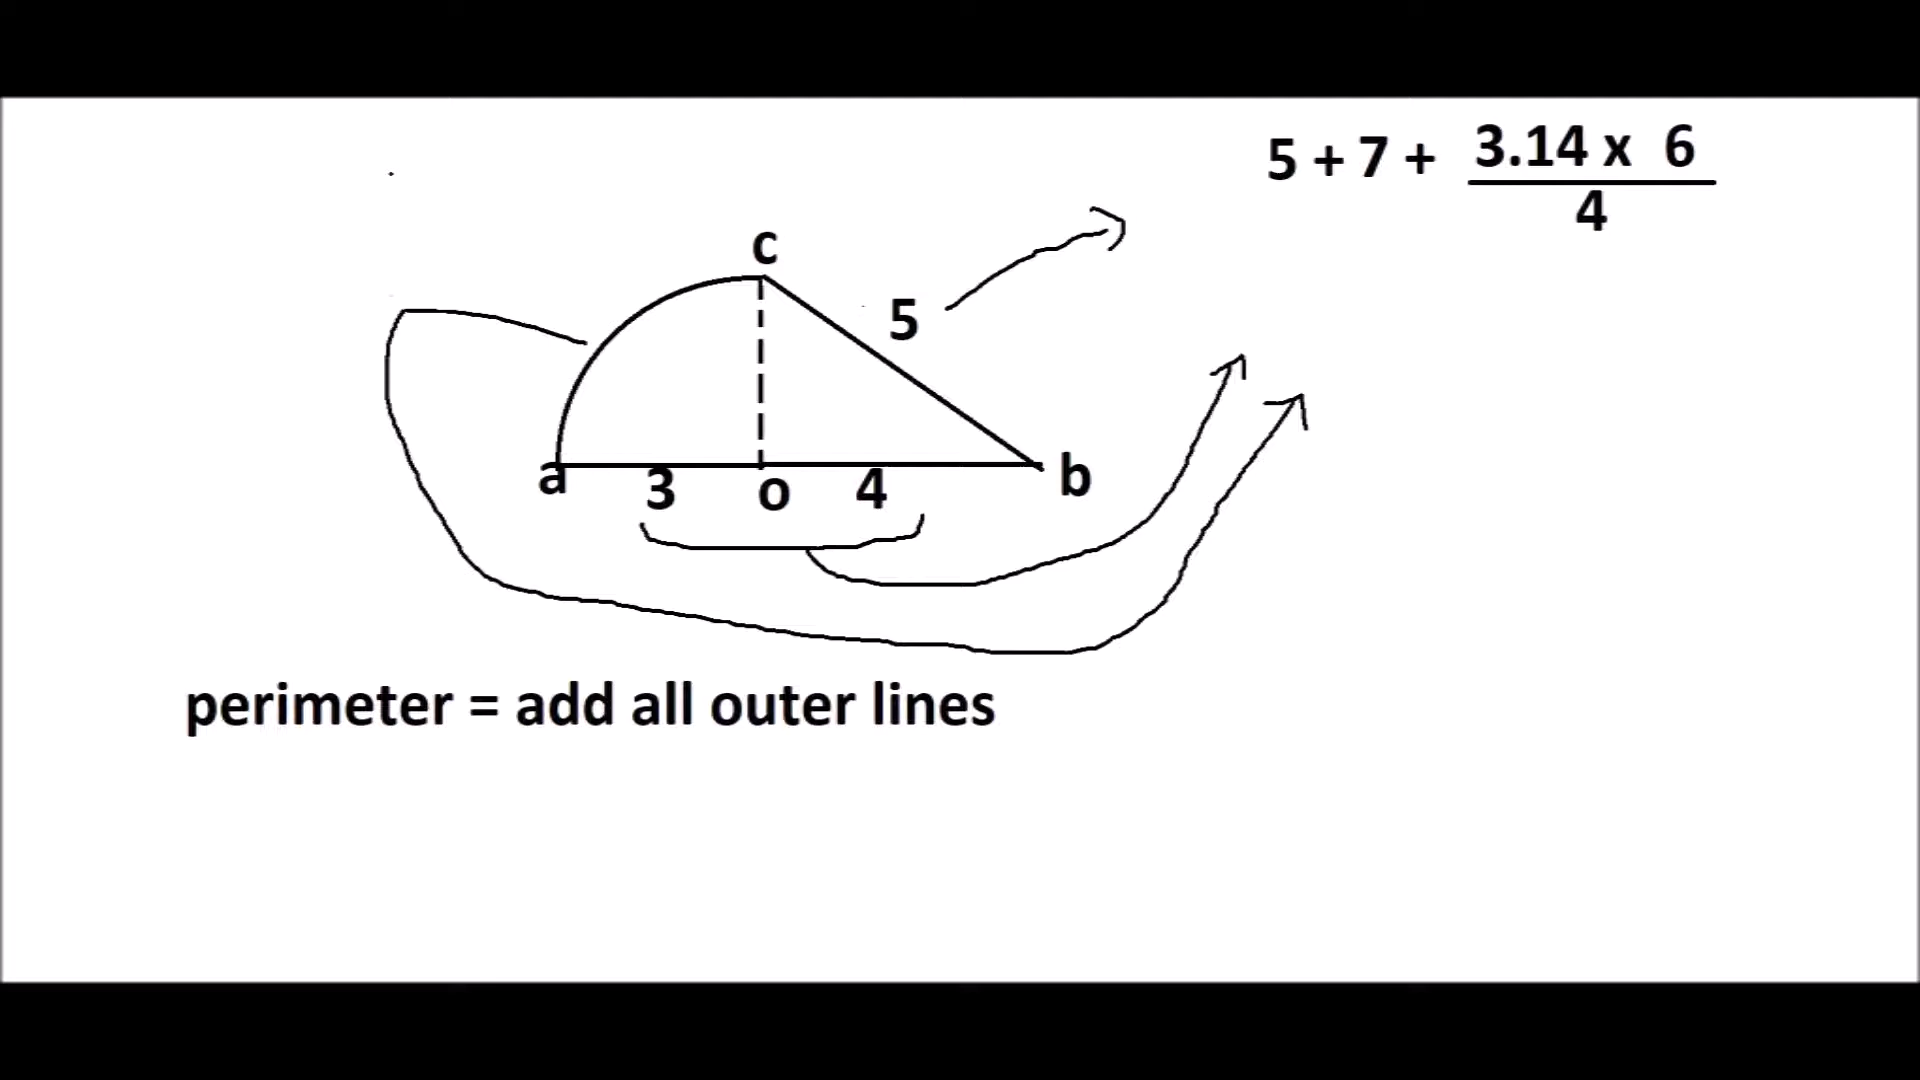 5 + 7 + 3.14 x 6
4
c
5
a 3 o 4 b
perimeter = add all outer lines